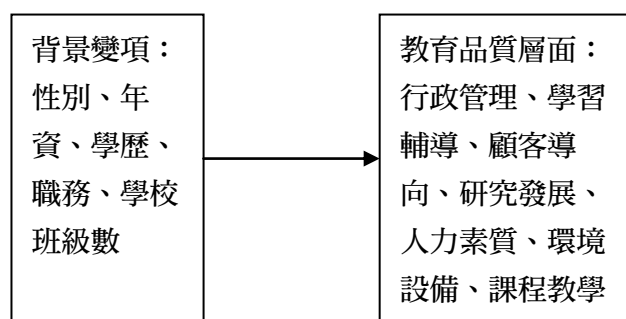 背景變項：
性別、年
資、學歷、
職務、學校
班級數
教育品質層面：
行政管理、學習
輔導、顧客導
向、研究發展、
人力素質、環境
設備、課程教學